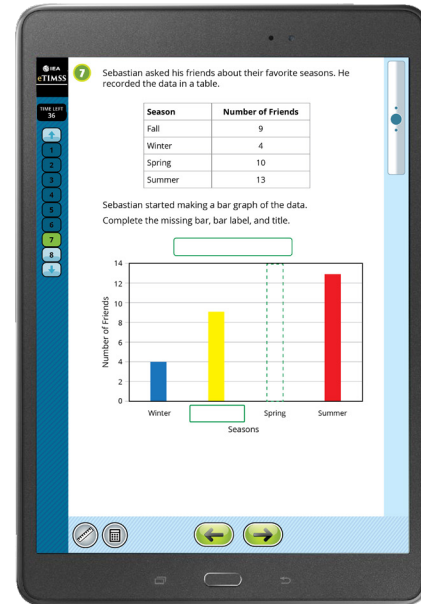 IEA
eTIMSS
TIME LEFT
36
1
2
3
4
5
6
7
8
7
Sebastian asked his friends about their favorite seasons. He
recorded the data in a table.
Season Number of Friends
Fall 9
Winter 4
Spring 10
Summer 13
Sebastian started making a bar graph of the data.
Complete the missing bar, bar label, and title.
Number of Friends
14
12
10
8
6
4
2
0
Winter Spring Summer
Seasons